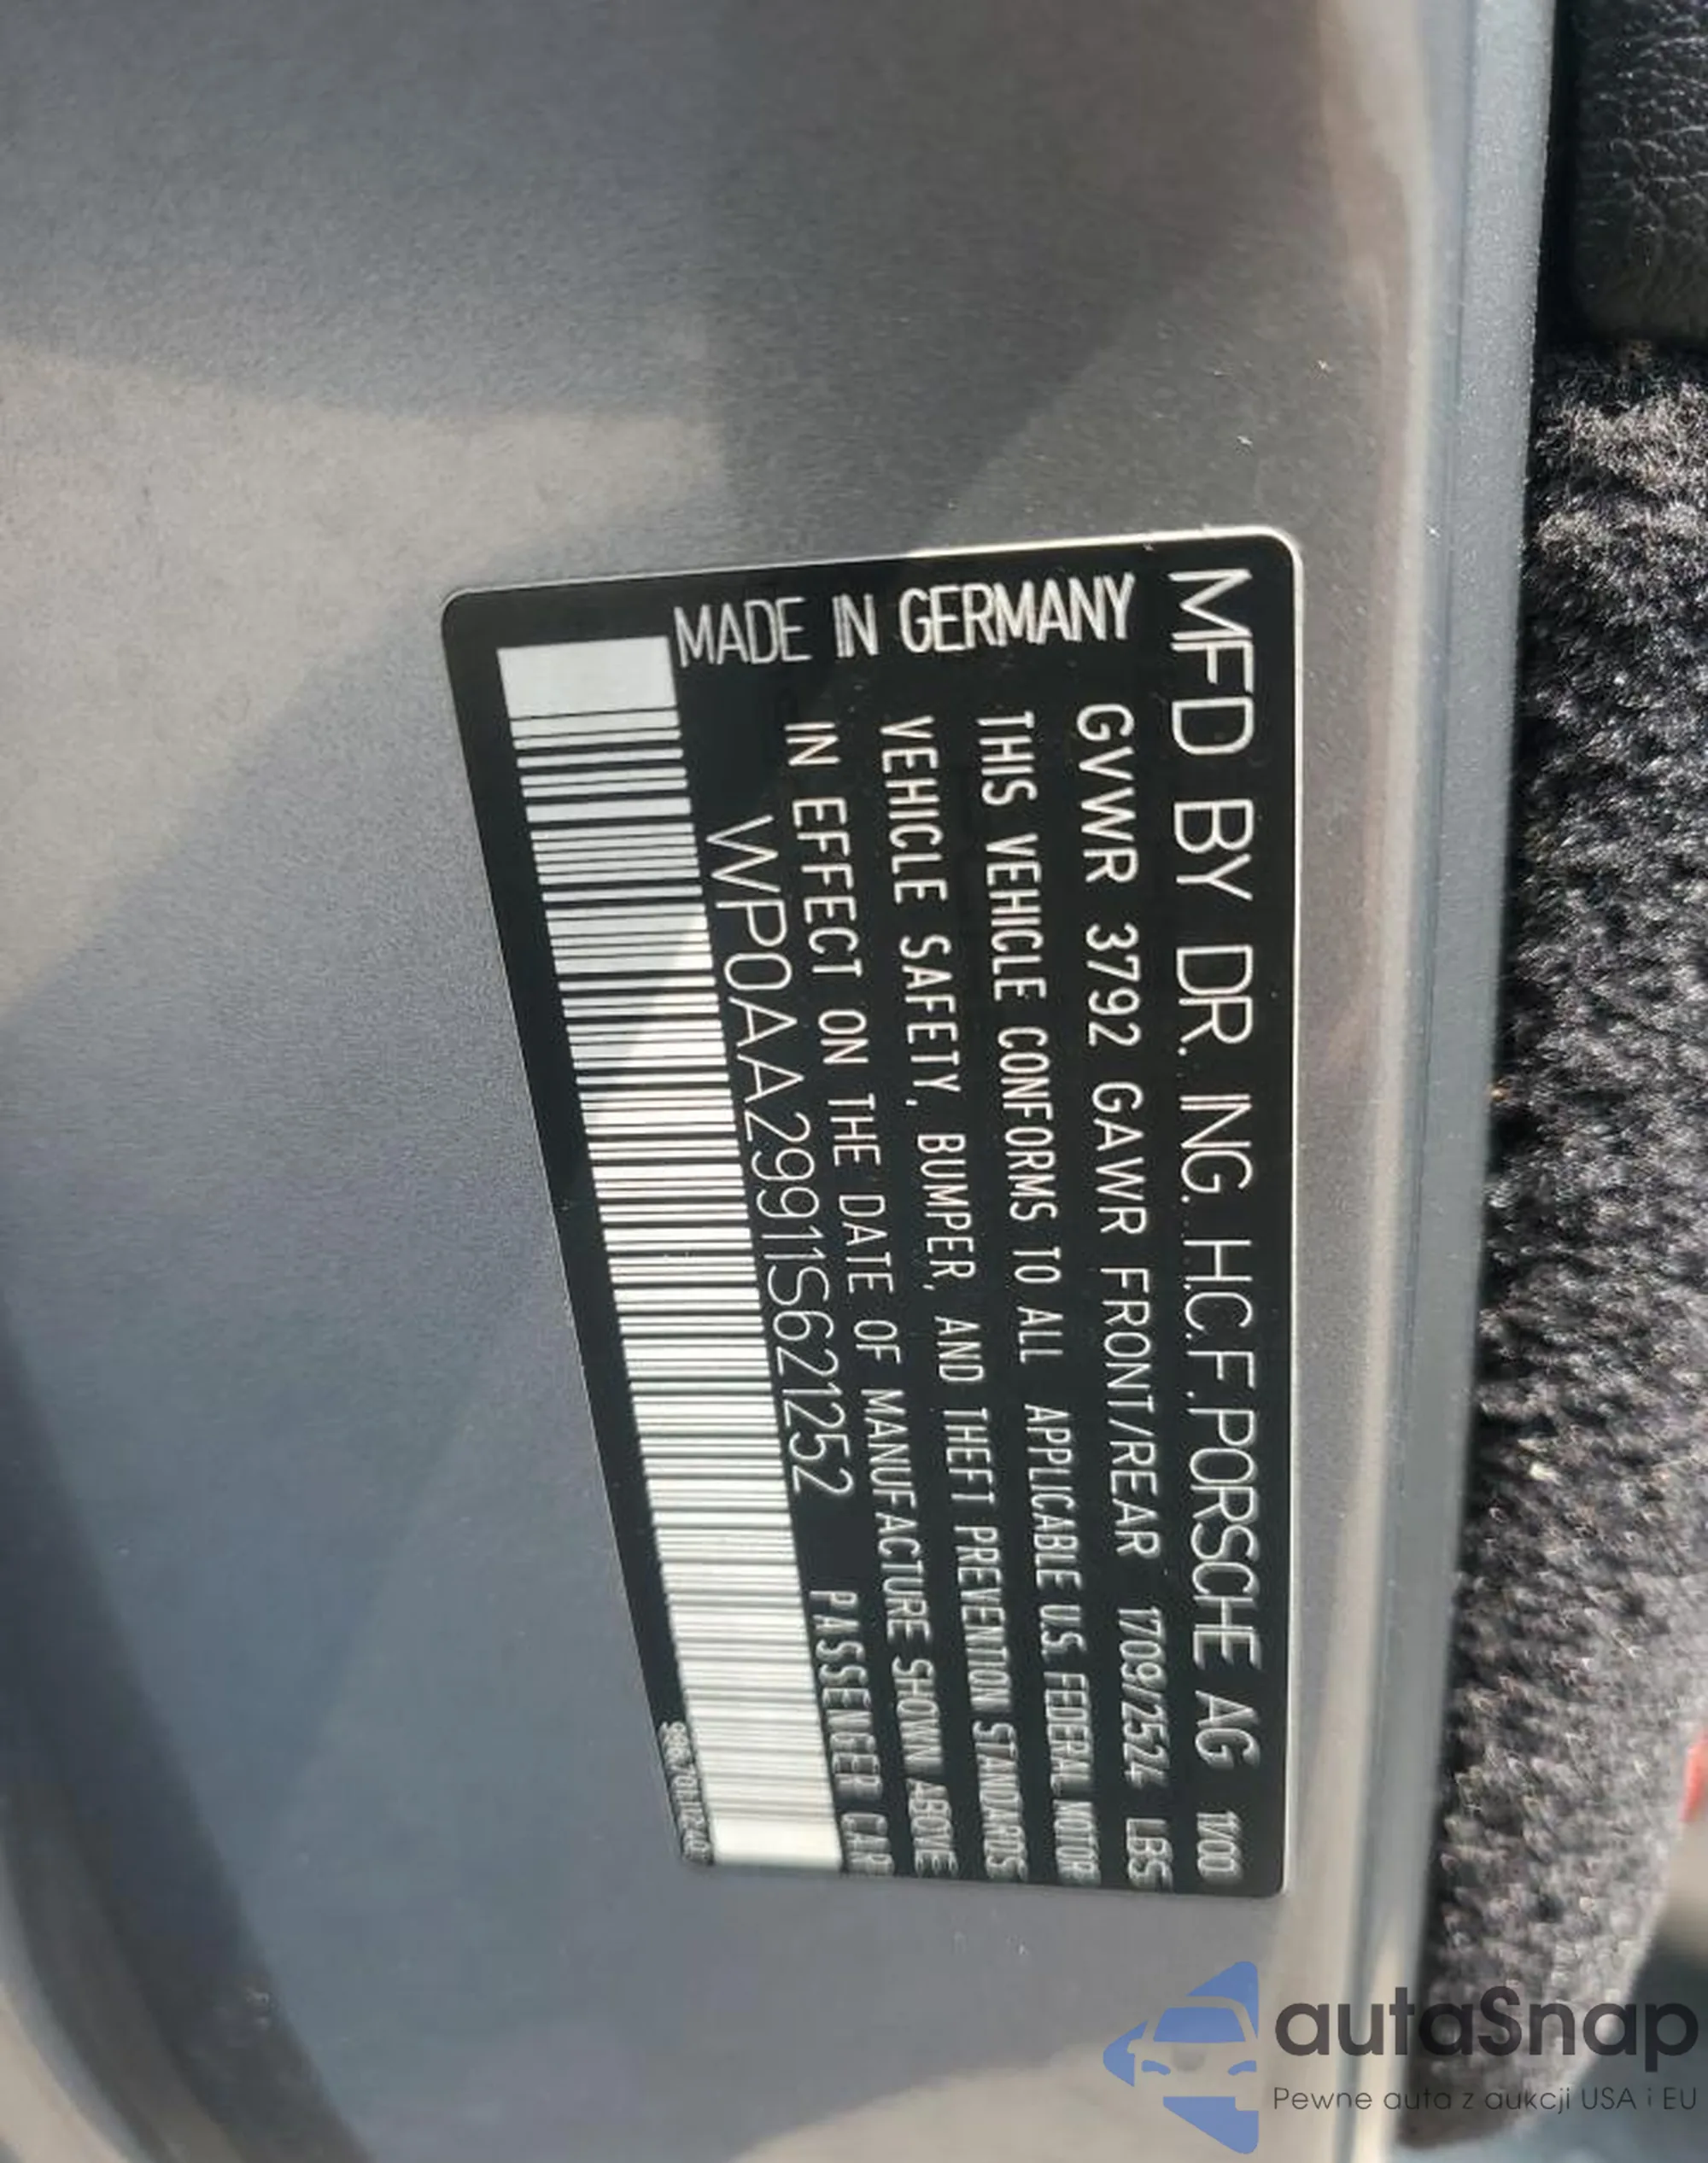 MFD BY DR. ING. H.C.F. PORSCHE AG 11/00
GVWR 3792 GAWR FRONT/REAR 1709/2524 LBS
THIS VEHICLE CONFORMS TO ALL APPLICABLE U.S. FEDERAL MOTOR
VEHICLE SAFETY, BUMPER, AND THEFT PREVENTION STANDARDS
IN EFFECT ON THE DATE OF MANUFACTURE SHOWN ABOVE
WP0AA29911S621252 PASSENGER CAR
MADE IN GERMANY
autaSnap
Pewne auta z aukcji USA i EU